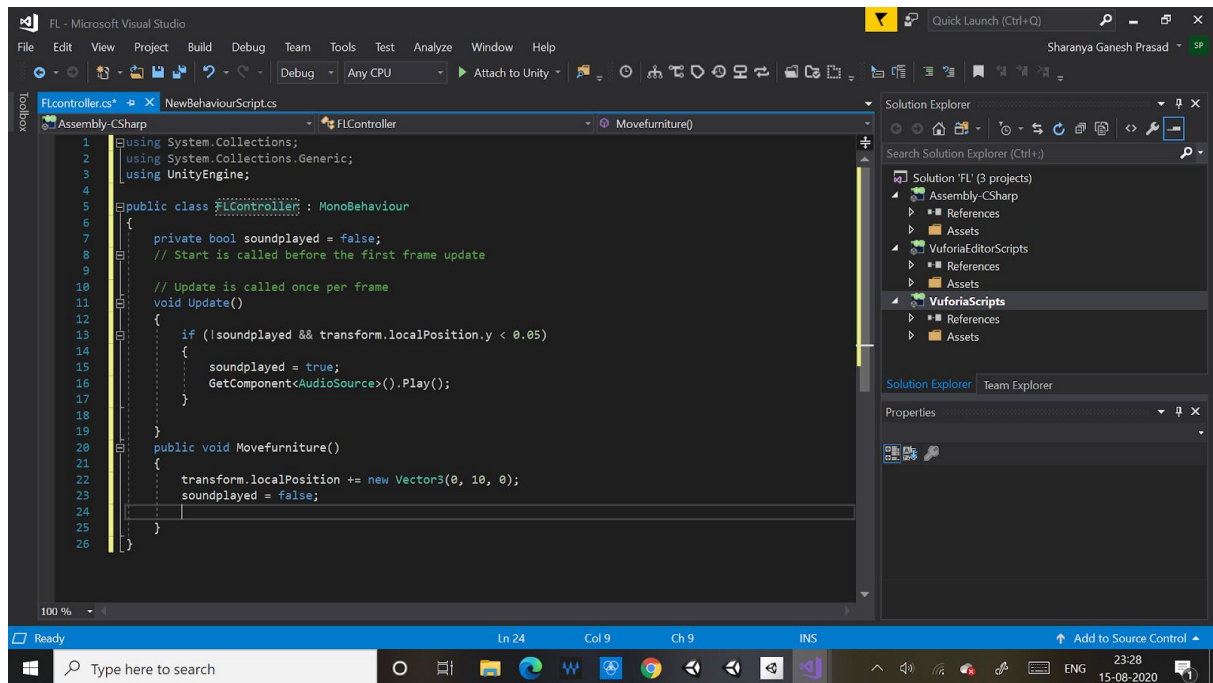 FL - Microsoft Visual Studio
Quick Launch (Ctrl+Q)
File Edit View Project Build Debug Team Tools Test Analyze Window Help
Sharanya Ganesh Prasad SP
Debug Any CPU Attach to Unity
Toolbox
FLcontroller.cs* NewBehaviourScript.cs
Assembly-CSharp FLController Movefurniture()
1 using System.Collections;
2 using System.Collections.Generic;
3 using UnityEngine;
4
5 public class FLController : MonoBehaviour
6 {
7 private bool soundplayed = false;
8 // Start is called before the first frame update
9
10 // Update is called once per frame
11 void Update()
12 {
13 if (!soundplayed && transform.localPosition.y < 0.05)
14 {
15 soundplayed = true;
16 GetComponent<AudioSource>().Play();
17 }
18
19 }
20 public void Movefurniture()
21 {
22 transform.localPosition += new Vector3(0, 10, 0);
23 soundplayed = false;
24
25 }
26 }
100 %
Solution Explorer
Search Solution Explorer (Ctrl+;)
Solution 'FL' (3 projects)
Assembly-CSharp
References
Assets
VuforiaEditorScripts
References
Assets
VuforiaScripts
References
Assets
Solution Explorer Team Explorer
Properties
Ready Ln 24 Col 9 Ch 9 INS Add to Source Control
Type here to search
ENG
23:28
15-08-2020
1